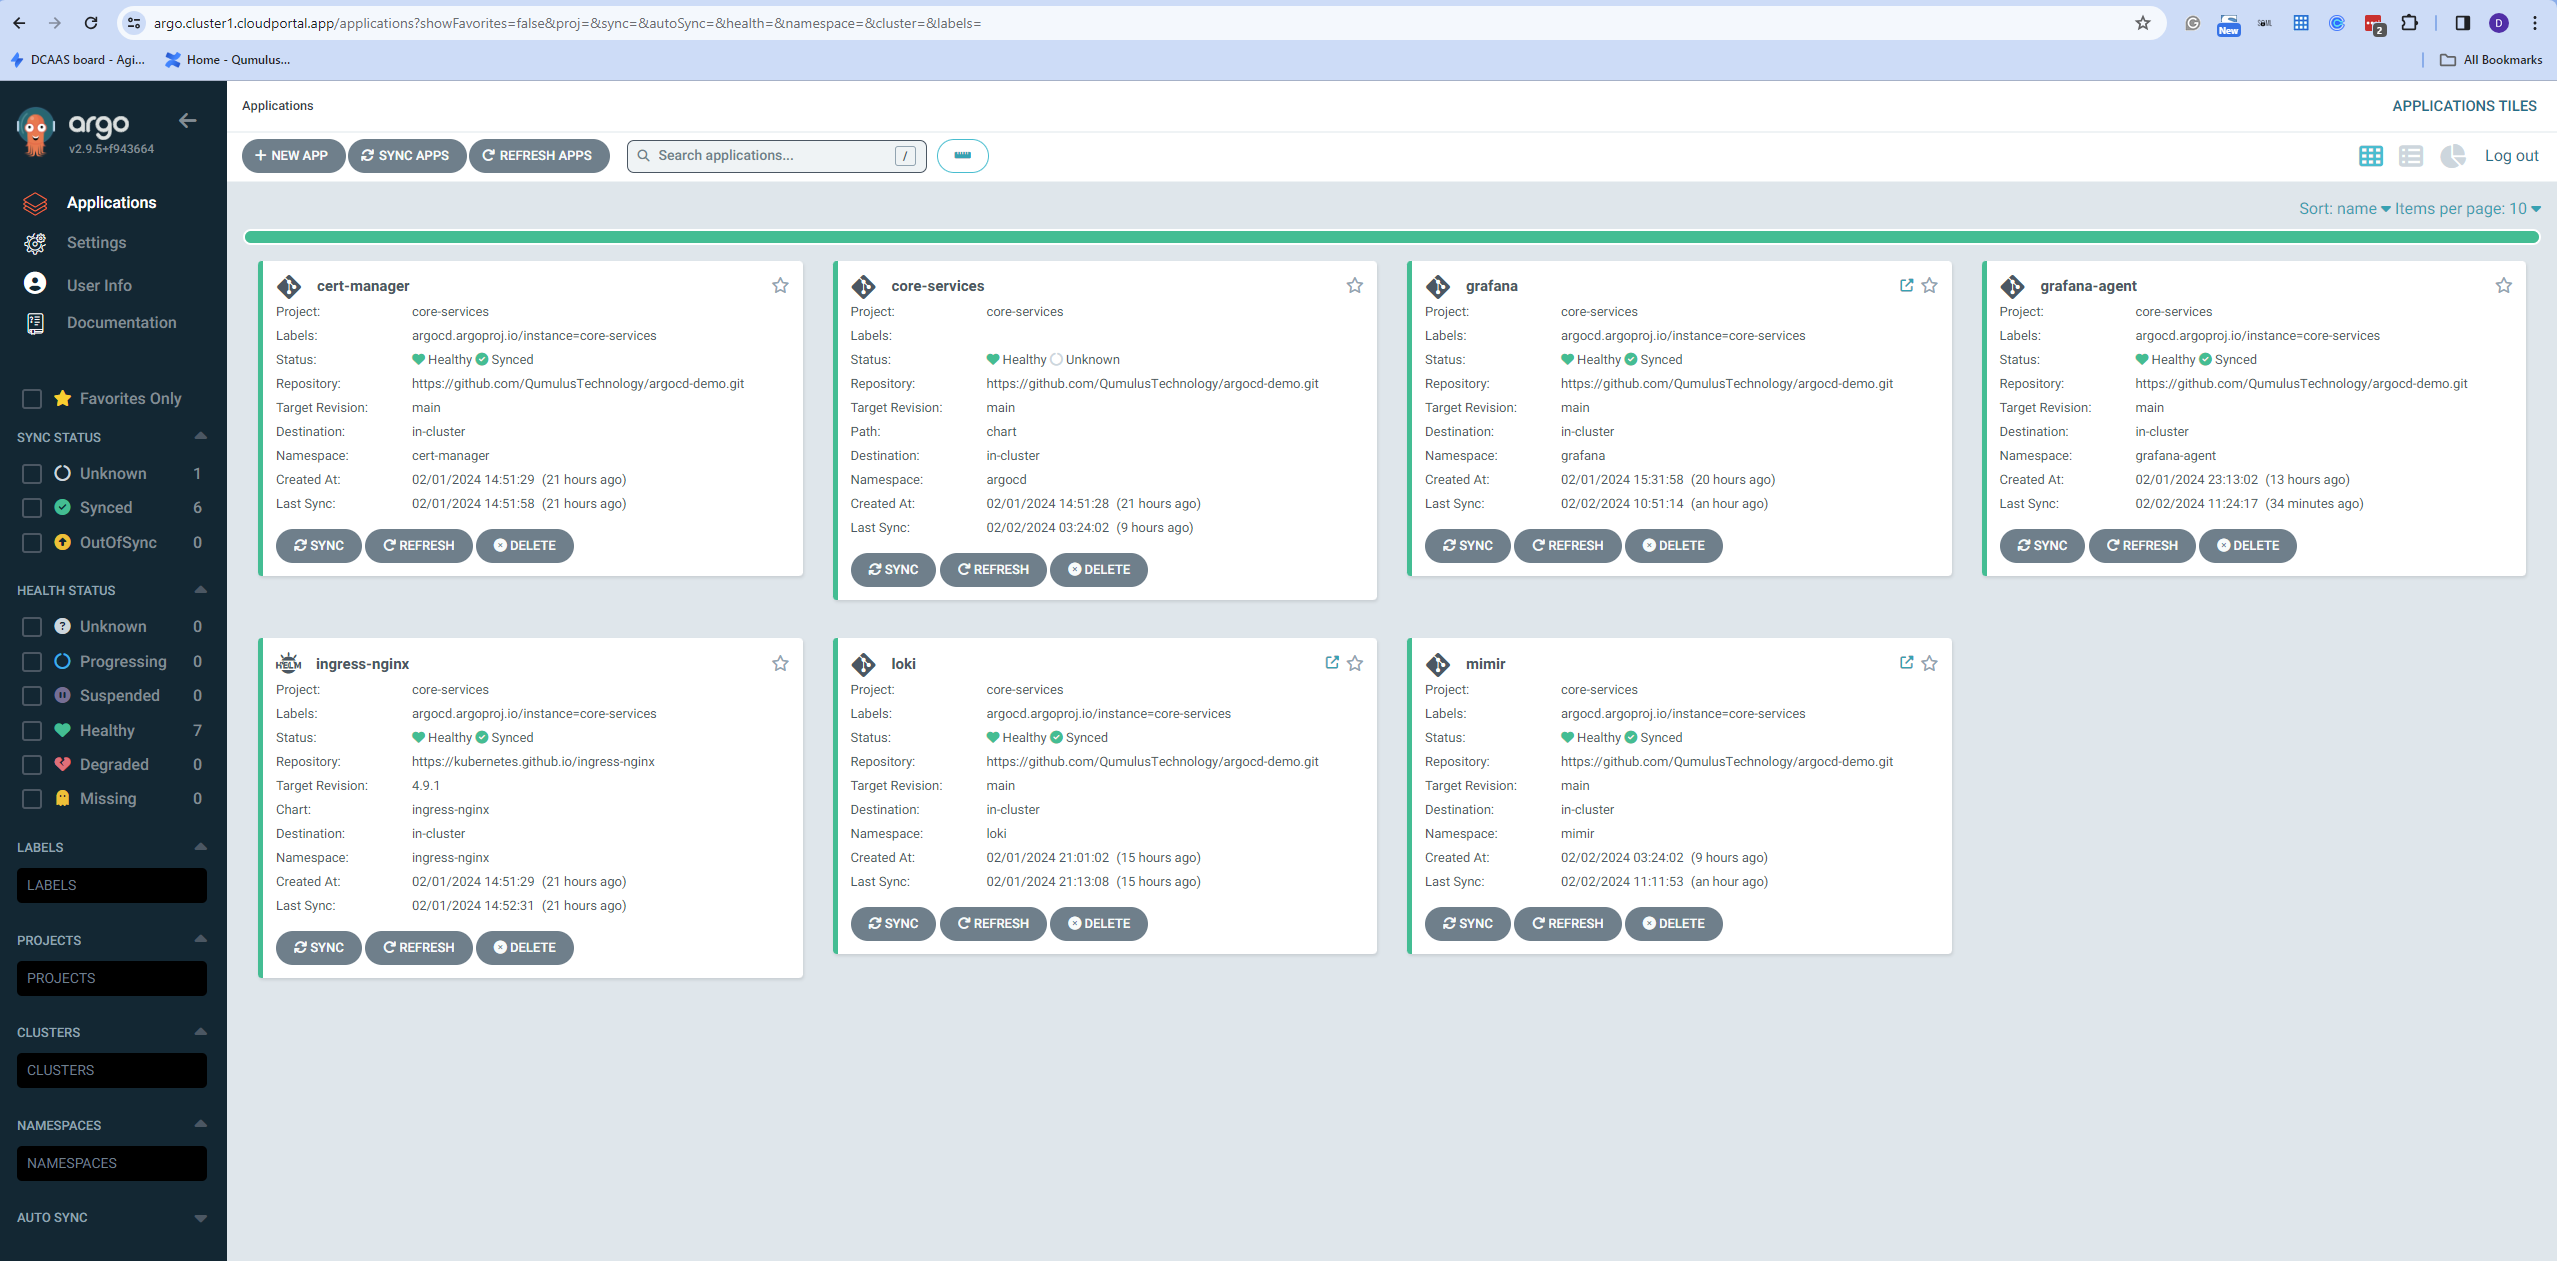 argo.cluster1.cloudportal.app/applications?showFavorites=false&proj=&sync=&autoSync=&health=&namespace=&cluster=&labels=
New
2
D
DCAAS board - Agi...
Home - Qumulus...
All Bookmarks
argo
v2.9.5+f943664
Applications
Settings
User Info
Documentation
Favorites Only
SYNC STATUS
Unknown 1
Synced 6
OutOfSync 0
HEALTH STATUS
Unknown 0
Progressing 0
Suspended 0
Healthy 7
Degraded 0
Missing 0
LABELS
LABELS
PROJECTS
PROJECTS
CLUSTERS
CLUSTERS
NAMESPACES
NAMESPACES
AUTO SYNC
Applications
APPLICATIONS TILES
+ NEW APP
SYNC APPS
REFRESH APPS
Search applications... /
Log out
Sort: name Items per page: 10
cert-manager
Project: core-services
Labels: argocd.argoproj.io/instance=core-services
Status: Healthy Synced
Repository: https://github.com/QumulusTechnology/argocd-demo.git
Target Revision: main
Destination: in-cluster
Namespace: cert-manager
Created At: 02/01/2024 14:51:29 (21 hours ago)
Last Sync: 02/01/2024 14:51:58 (21 hours ago)
SYNC REFRESH DELETE
core-services
Project: core-services
Labels:
Status: Healthy Unknown
Repository: https://github.com/QumulusTechnology/argocd-demo.git
Target Revision: main
Path: chart
Destination: in-cluster
Namespace: argocd
Created At: 02/01/2024 14:51:28 (21 hours ago)
Last Sync: 02/02/2024 03:24:02 (9 hours ago)
SYNC REFRESH DELETE
grafana
Project: core-services
Labels: argocd.argoproj.io/instance=core-services
Status: Healthy Synced
Repository: https://github.com/QumulusTechnology/argocd-demo.git
Target Revision: main
Destination: in-cluster
Namespace: grafana
Created At: 02/01/2024 15:31:58 (20 hours ago)
Last Sync: 02/02/2024 10:51:14 (an hour ago)
SYNC REFRESH DELETE
grafana-agent
Project: core-services
Labels: argocd.argoproj.io/instance=core-services
Status: Healthy Synced
Repository: https://github.com/QumulusTechnology/argocd-demo.git
Target Revision: main
Destination: in-cluster
Namespace: grafana-agent
Created At: 02/01/2024 23:13:02 (13 hours ago)
Last Sync: 02/02/2024 11:24:17 (34 minutes ago)
SYNC REFRESH DELETE
HELM
ingress-nginx
Project: core-services
Labels: argocd.argoproj.io/instance=core-services
Status: Healthy Synced
Repository: https://kubernetes.github.io/ingress-nginx
Target Revision: 4.9.1
Chart: ingress-nginx
Destination: in-cluster
Namespace: ingress-nginx
Created At: 02/01/2024 14:51:29 (21 hours ago)
Last Sync: 02/01/2024 14:52:31 (21 hours ago)
SYNC REFRESH DELETE
loki
Project: core-services
Labels: argocd.argoproj.io/instance=core-services
Status: Healthy Synced
Repository: https://github.com/QumulusTechnology/argocd-demo.git
Target Revision: main
Destination: in-cluster
Namespace: loki
Created At: 02/01/2024 21:01:02 (15 hours ago)
Last Sync: 02/01/2024 21:13:08 (15 hours ago)
SYNC REFRESH DELETE
mimir
Project: core-services
Labels: argocd.argoproj.io/instance=core-services
Status: Healthy Synced
Repository: https://github.com/QumulusTechnology/argocd-demo.git
Target Revision: main
Destination: in-cluster
Namespace: mimir
Created At: 02/02/2024 03:24:02 (9 hours ago)
Last Sync: 02/02/2024 11:11:53 (an hour ago)
SYNC REFRESH DELETE